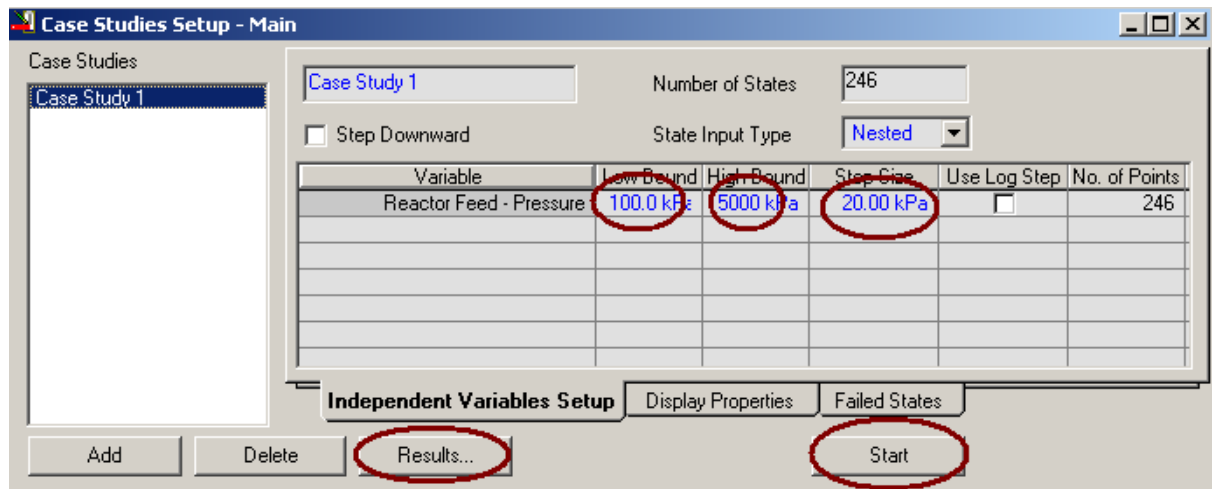 Case Studies Setup - Main
Case Studies
Case Study 1
Case Study 1 Number of States 246
Step Downward State Input Type Nested
Variable Low Bound High Bound Step Size Use Log Step No. of Points
Reactor Feed - Pressure 100.0 kPa 5000 kPa 20.00 kPa 246
Independent Variables Setup Display Properties Failed States
Add Delete Results... Start